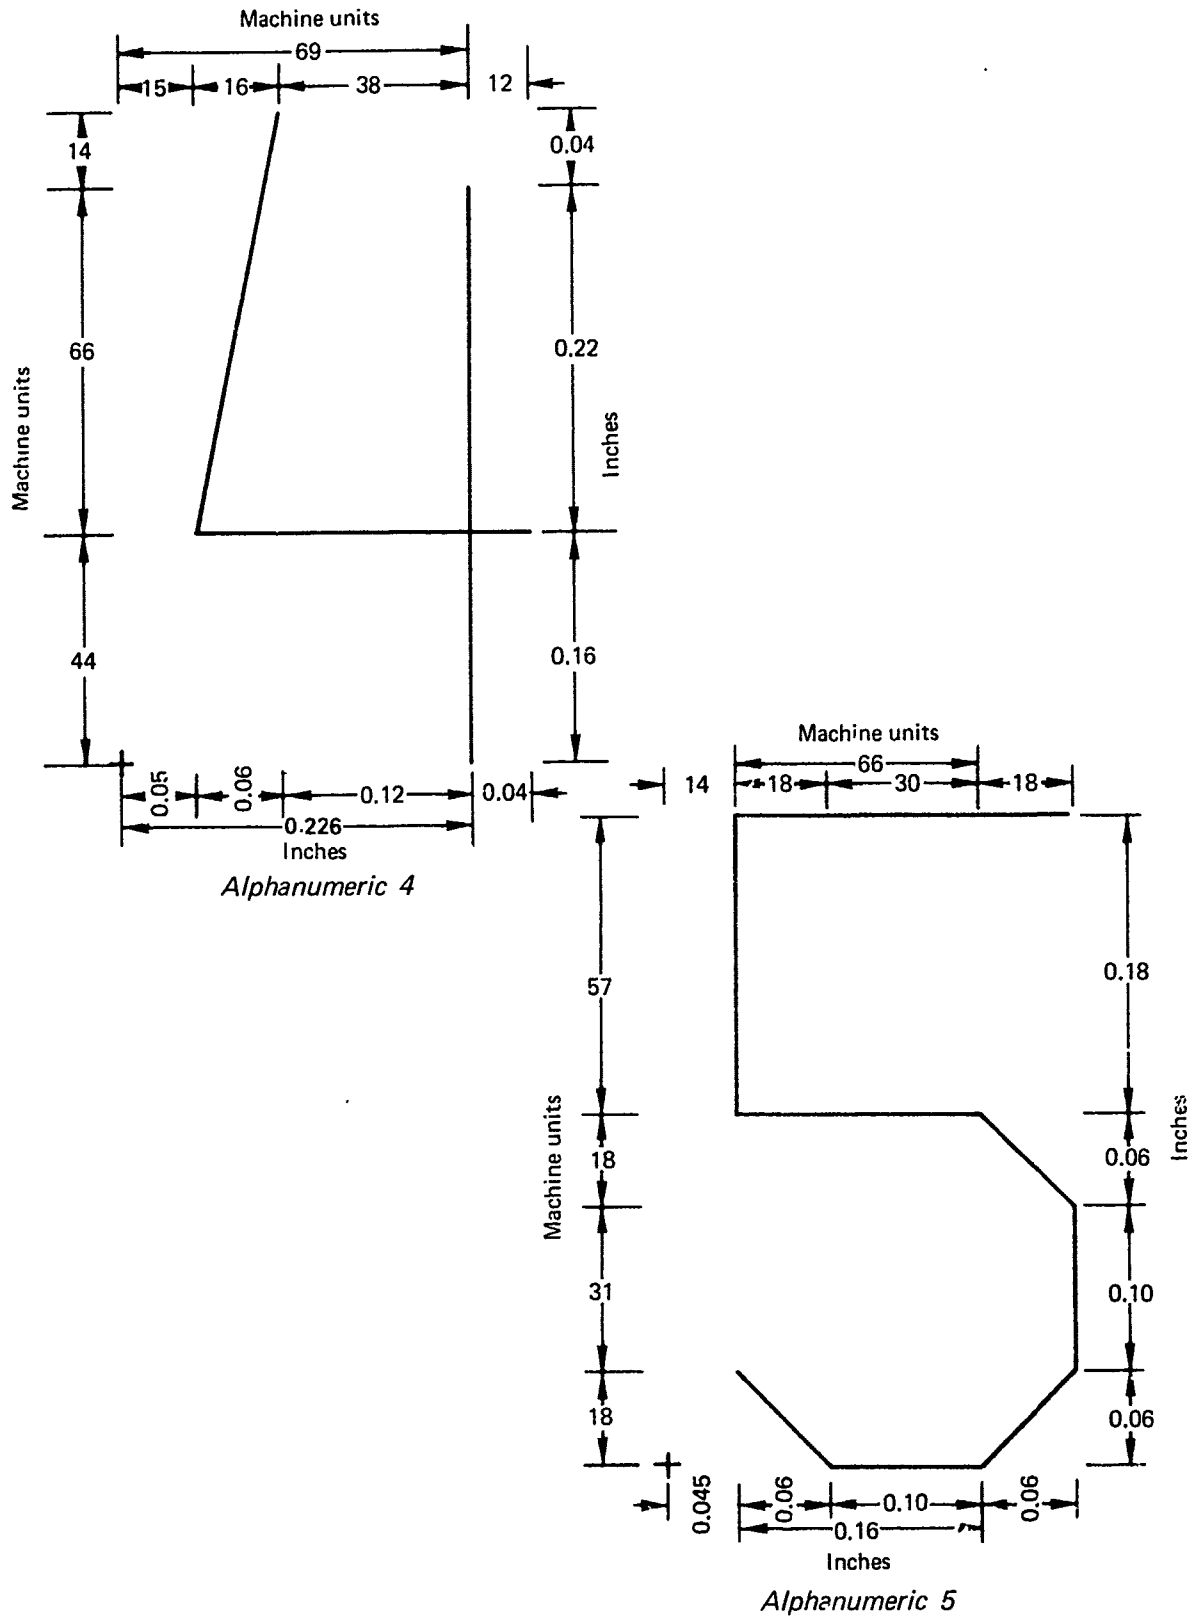 Machine units
69
15 16 38 12
14
0.04
66
0.22
Machine units
Inches
44
0.16
0.05 0.06 0.12 0.04
0.226
Inches
Alphanumeric 4
Machine units
66
14 18 30 18
57
0.18
Machine units
Inches
18
0.06
31
0.10
18
0.06
0.045 0.06 0.10 0.06
0.16
Inches
Alphanumeric 5